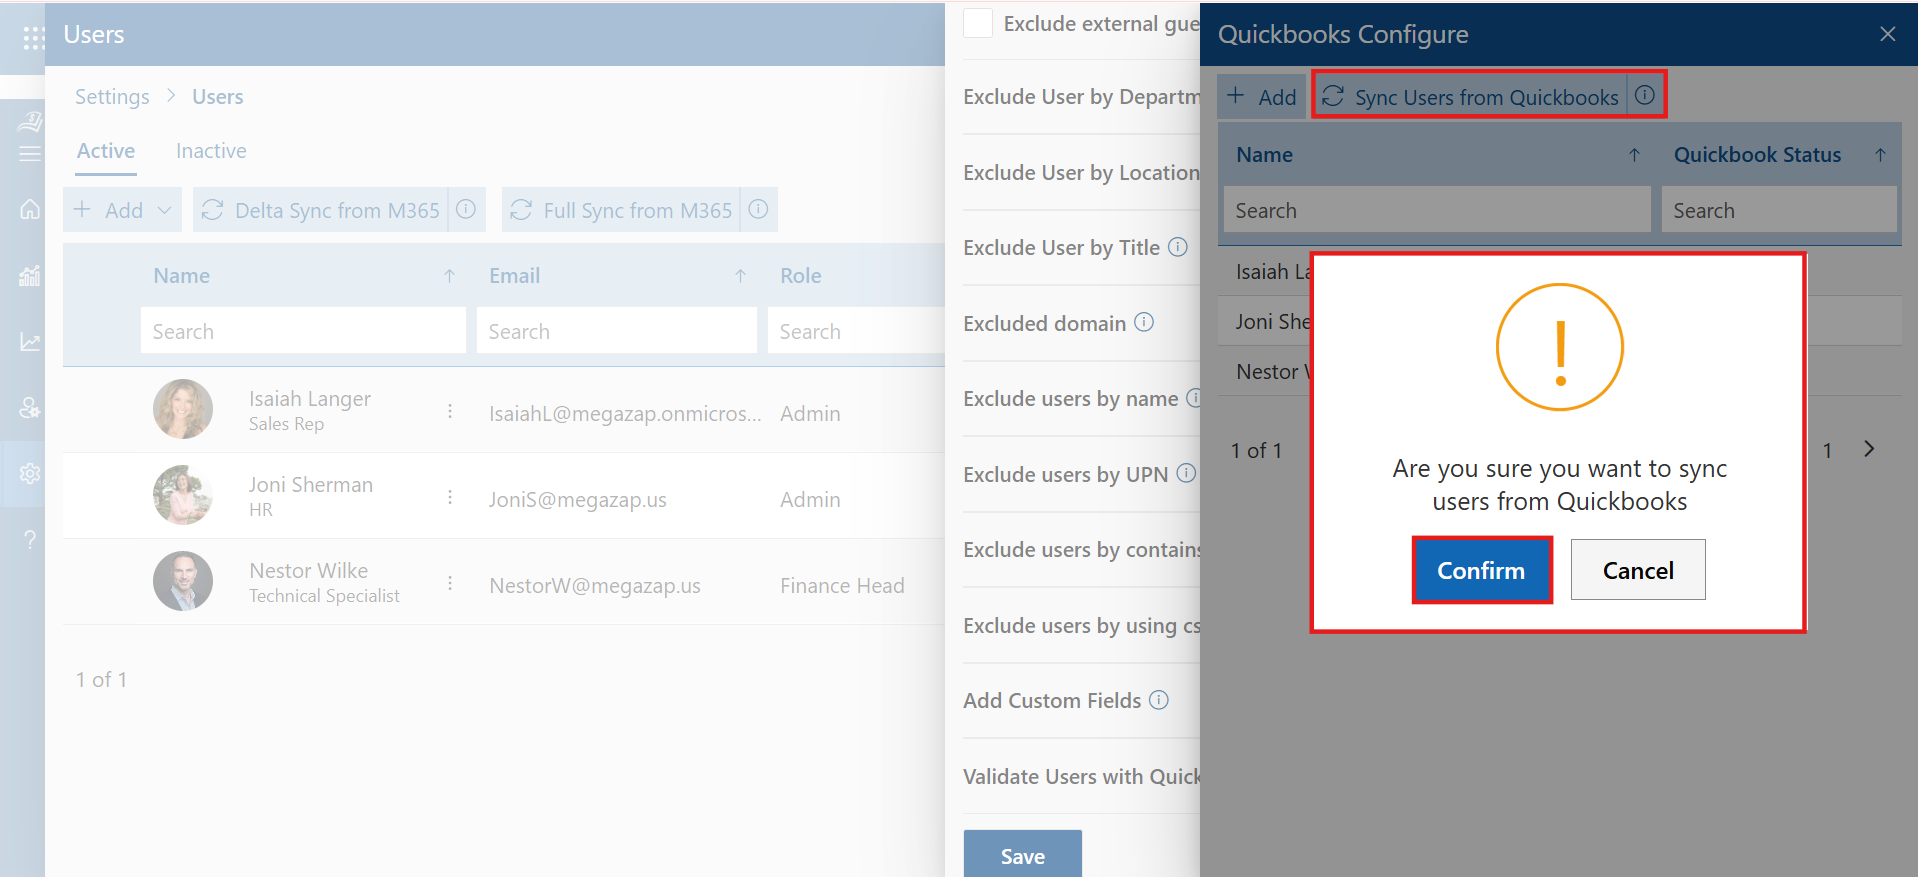 Users
Settings > Users
Active Inactive
+ Add Delta Sync from M365 Full Sync from M365
Name Email Role
Search Search Search
Isaiah Langer
Sales Rep
IsaiahL@megazap.onmicros... Admin
Joni Sherman
HR
JoniS@megazap.us Admin
Nestor Wilke
Technical Specialist
NestorW@megazap.us Finance Head
1 of 1
Exclude external gue
Exclude User by Departm
Exclude User by Location
Exclude User by Title
Excluded domain
Exclude users by name
Exclude users by UPN
Exclude users by contains
Exclude users by using cs
Add Custom Fields
Validate Users with Quick
Save
Quickbooks Configure
+ Add Sync Users from Quickbooks
Name Quickbook Status
Search Search
Isaiah La
Joni She
Nestor W
1 of 1 1
Are you sure you want to sync
users from Quickbooks
Confirm Cancel